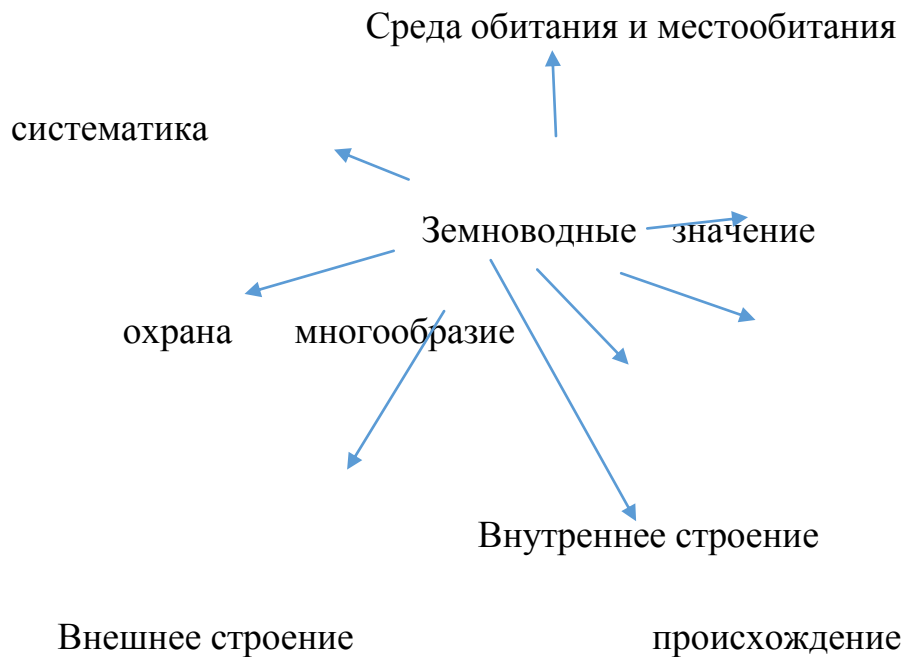 Среда обитания и местообитания
систематика
Земноводные значение
охрана многообразие
Внутреннее строение
Внешнее строение происхождение